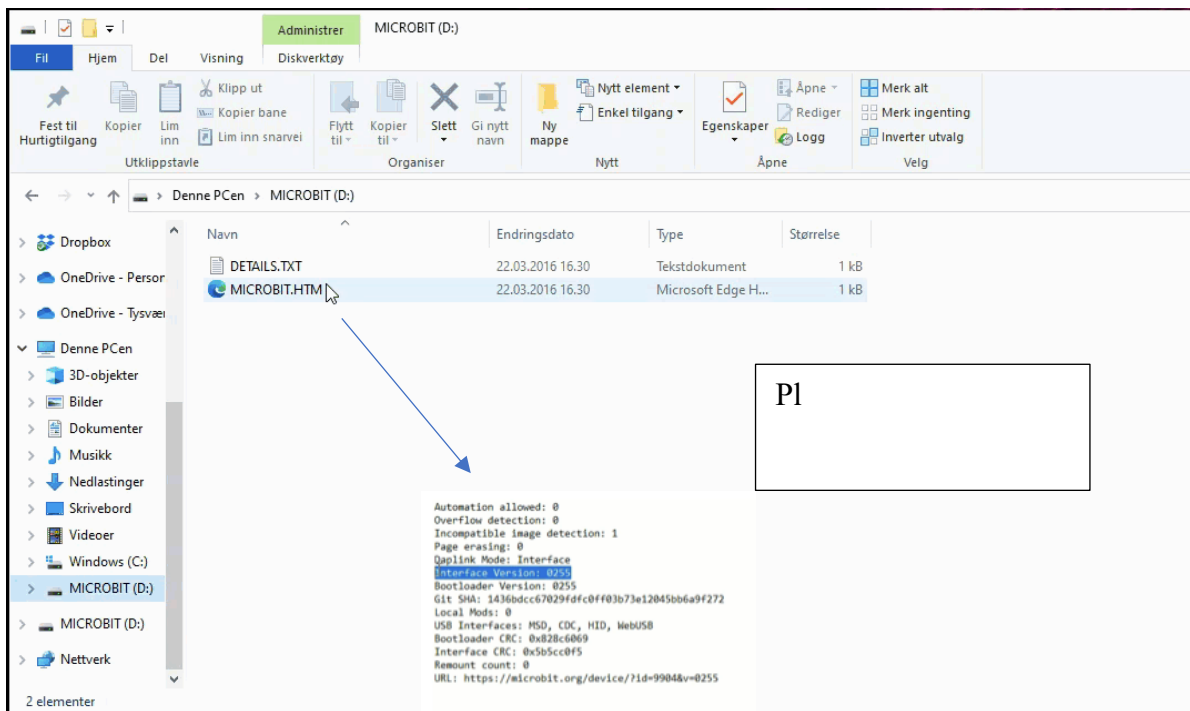 Administrer MICROBIT (D:)
Fil Hjem Del Visning Diskverktøy
Fest til Hurtigtilgang
Kopier
Lim inn
Klipp ut
Kopier bane
Lim inn snarvei
Utklippstavle
Flytt til
Kopier til
Slett
Gi nytt navn
Organiser
Ny mappe
Nytt element
Enkel tilgang
Nytt
Egenskaper
Åpne
Rediger
Logg
Åpne
Merk alt
Merk ingenting
Inverter utvalg
Velg
Denne PCen > MICROBIT (D:)
Dropbox
OneDrive - Person
OneDrive - Tysvær
Denne PCen
3D-objekter
Bilder
Dokumenter
Musikk
Nedlastinger
Skrivebord
Videoer
Windows (C:)
MICROBIT (D:)
MICROBIT (D:)
Nettverk
2 elementer
Navn Endringsdato Type Størrelse
DETAILS.TXT 22.03.2016 16.30 Tekstdokument 1 kB
MICROBIT.HTM 22.03.2016 16.30 Microsoft Edge H... 1 kB
Pl
Automation allowed: 0
Overflow detection: 0
Incompatible image detection: 1
Page erasing: 0
Daplink Mode: Interface
Interface Version: 0255
Bootloader Version: 0255
Git SHA: 1436bdcc67029fdfc0ff03b73e12045bb6a9f272
Local Mods: 0
USB Interfaces: MSD, CDC, HID, WebUSB
Bootloader CRC: 0x828c6069
Interface CRC: 0x5b5cc0f5
Remount count: 0
URL: https://microbit.org/device/?id=9904&v=0255